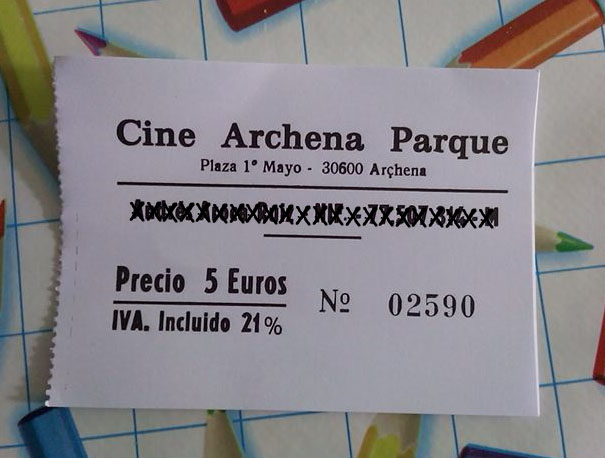 Cine Archena Parque
Plaza 1º Mayo - 30600 Archena
Precio 5 Euros
IVA. Incluido 21%
Nº 02590